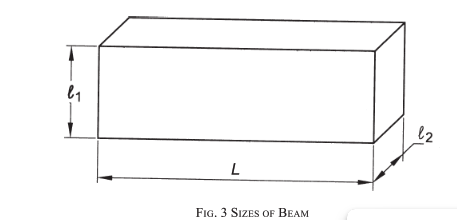 ℓ1
ℓ2
L
FIG. 3 SIZES OF BEAM